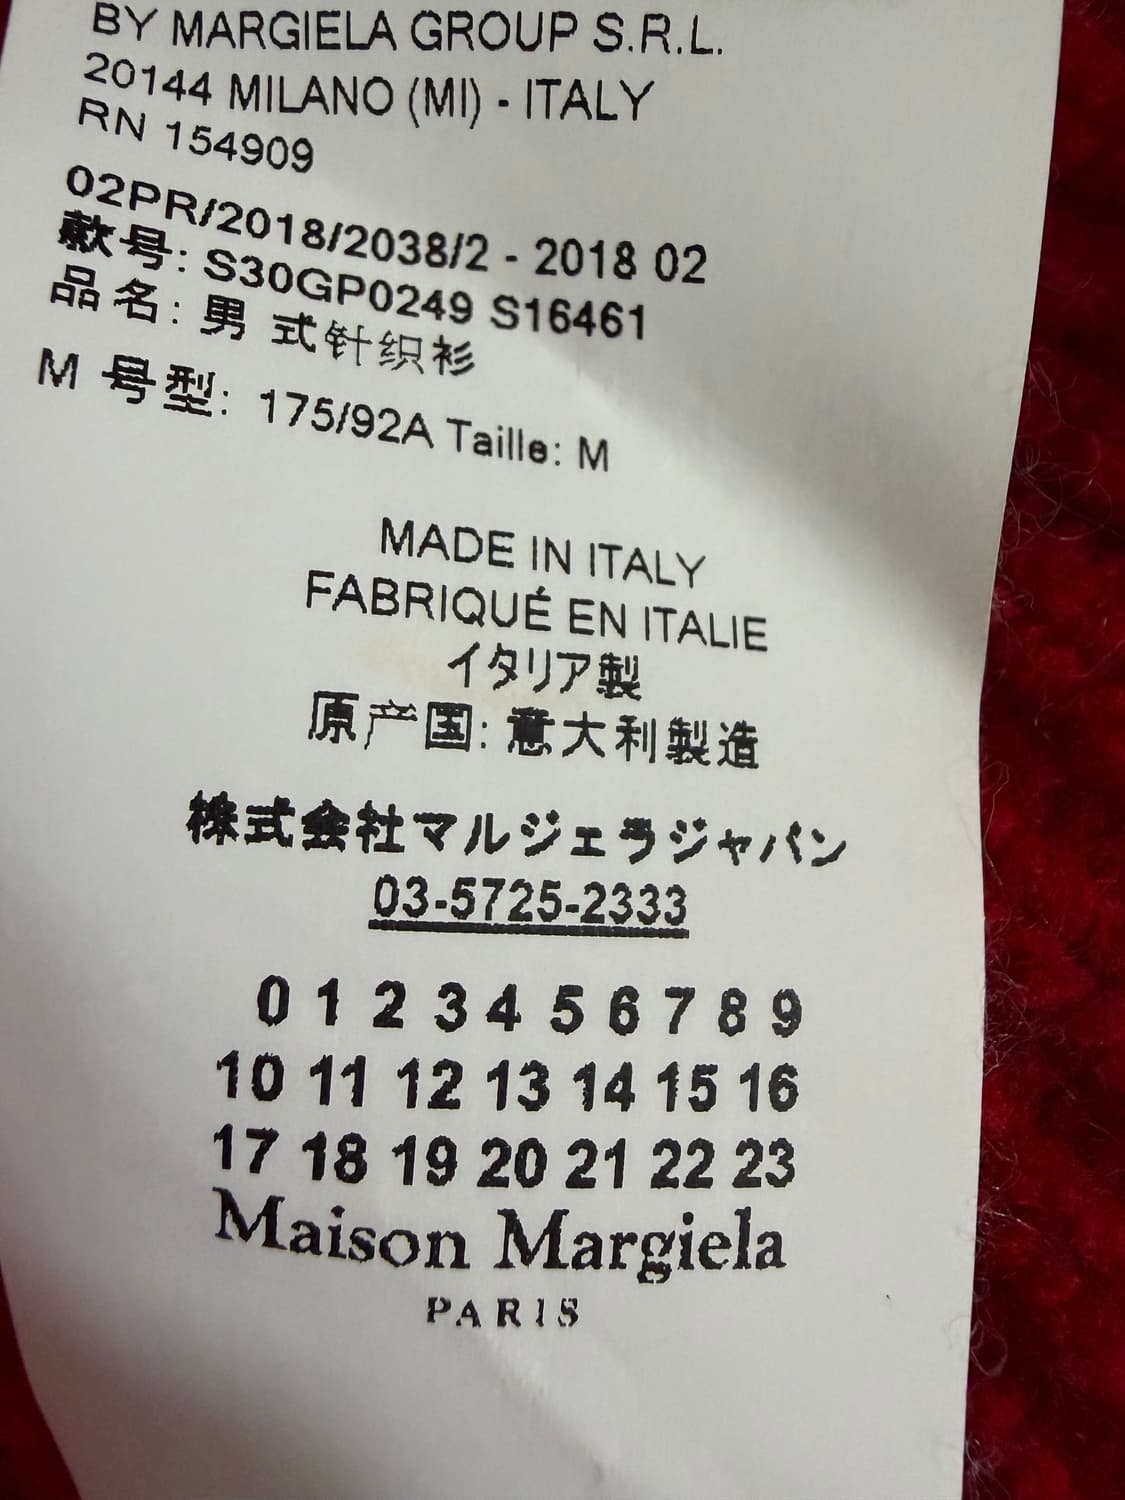 BY MARGIELA GROUP S.R.L.
20144 MILANO (MI) - ITALY
RN 154909
02PR/2018/2038/2 - 2018 02
款号: S30GP0249 S16461
品名: 男 式针织衫
M 号型: 175/92A Taille: M
MADE IN ITALY
FABRIQUÉ EN ITALIE
イタリア製
原产国: 意大利製造
株式会社マルジェラジャパン
03-5725-2333
0 1 2 3 4 5 6 7 8 9
10 11 12 13 14 15 16
17 18 19 20 21 22 23
Maison Margiela
PARIS